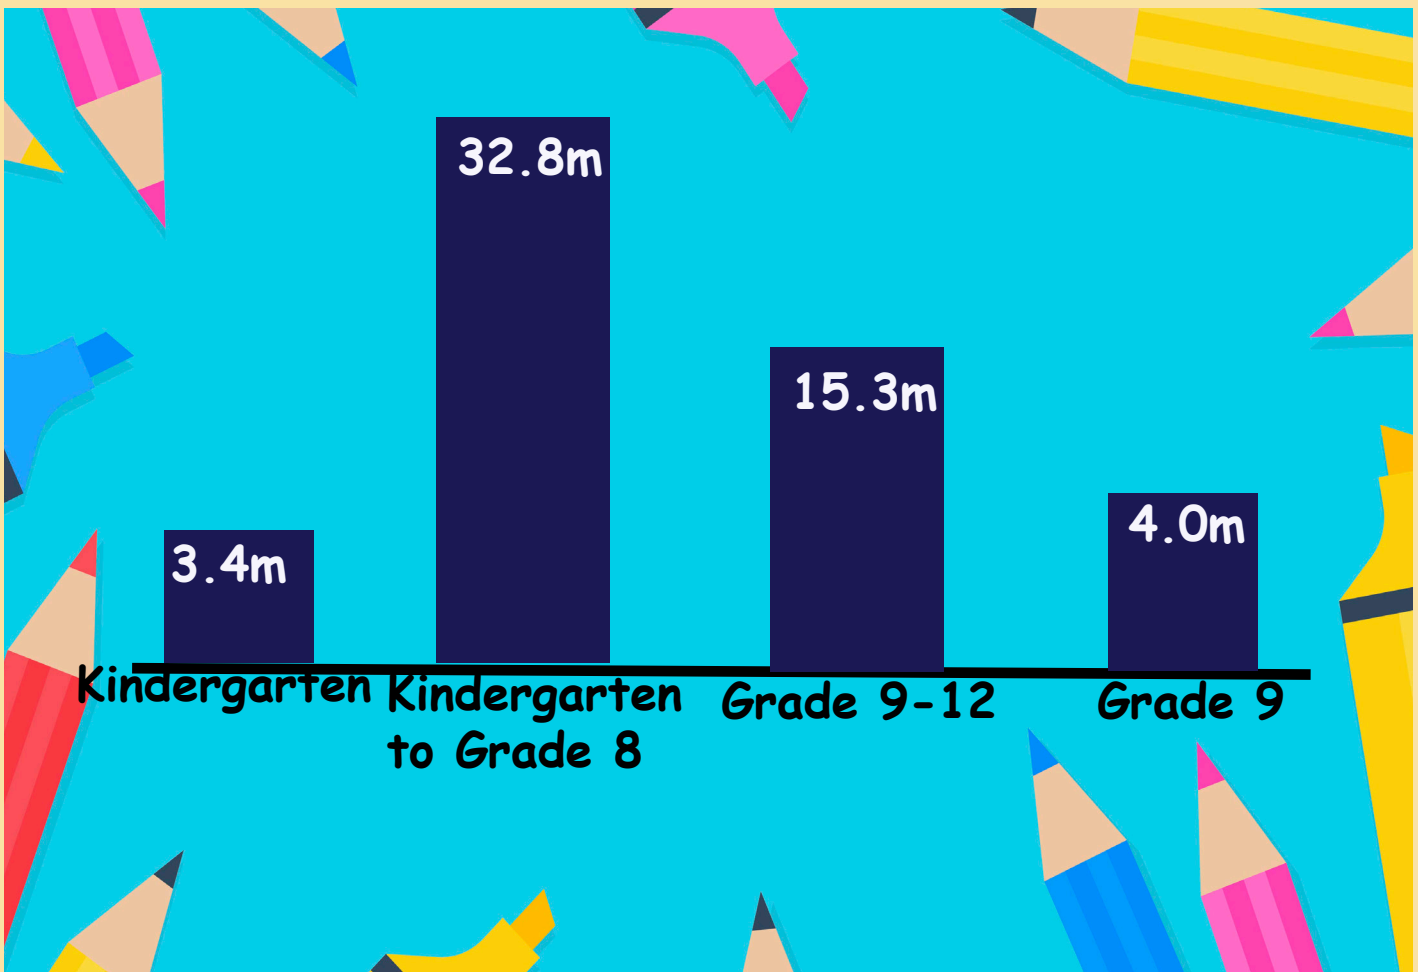 32.8m
15.3m
4.0m
3.4m
Kindergarten
Kindergarten
to Grade 8
Grade 9-12
Grade 9